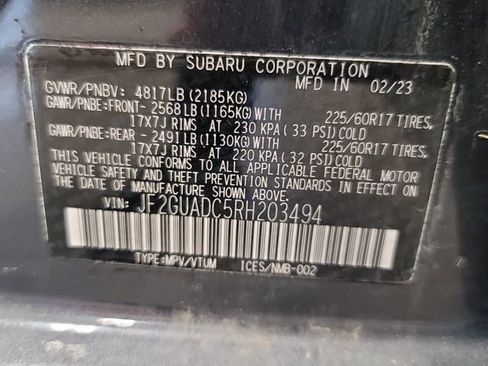 MFD BY SUBARU CORPORATION
GVWR/PNBV: 4817LB (2185KG) MFD IN 02/23
GAWR/PNBE:FRONT- 2568LB (1165KG)WITH 225/60R17 TIRES,
17X7J RIMS AT 230 KPA (33 PSI)COLD
GAWR/PNBE:REAR - 2491LB(1130KG)WITH 225/60R17 TIRES,
17X7J RIMS AT 220 KPA (32 PSI)COLD
THIS VEHICLE CONFORMS TO ALL APPLICABLE FEDERAL MOTOR
VEHICLE SAFETY AND THEFT PREVENTION STANDARDS
IN EFFECT ON THE DATE OF MANUFACTURE SHOWN ABOVE.
VIN: JF2GUADC5RH203494
TYPE:MPV/VTUM ICES/NMB-002